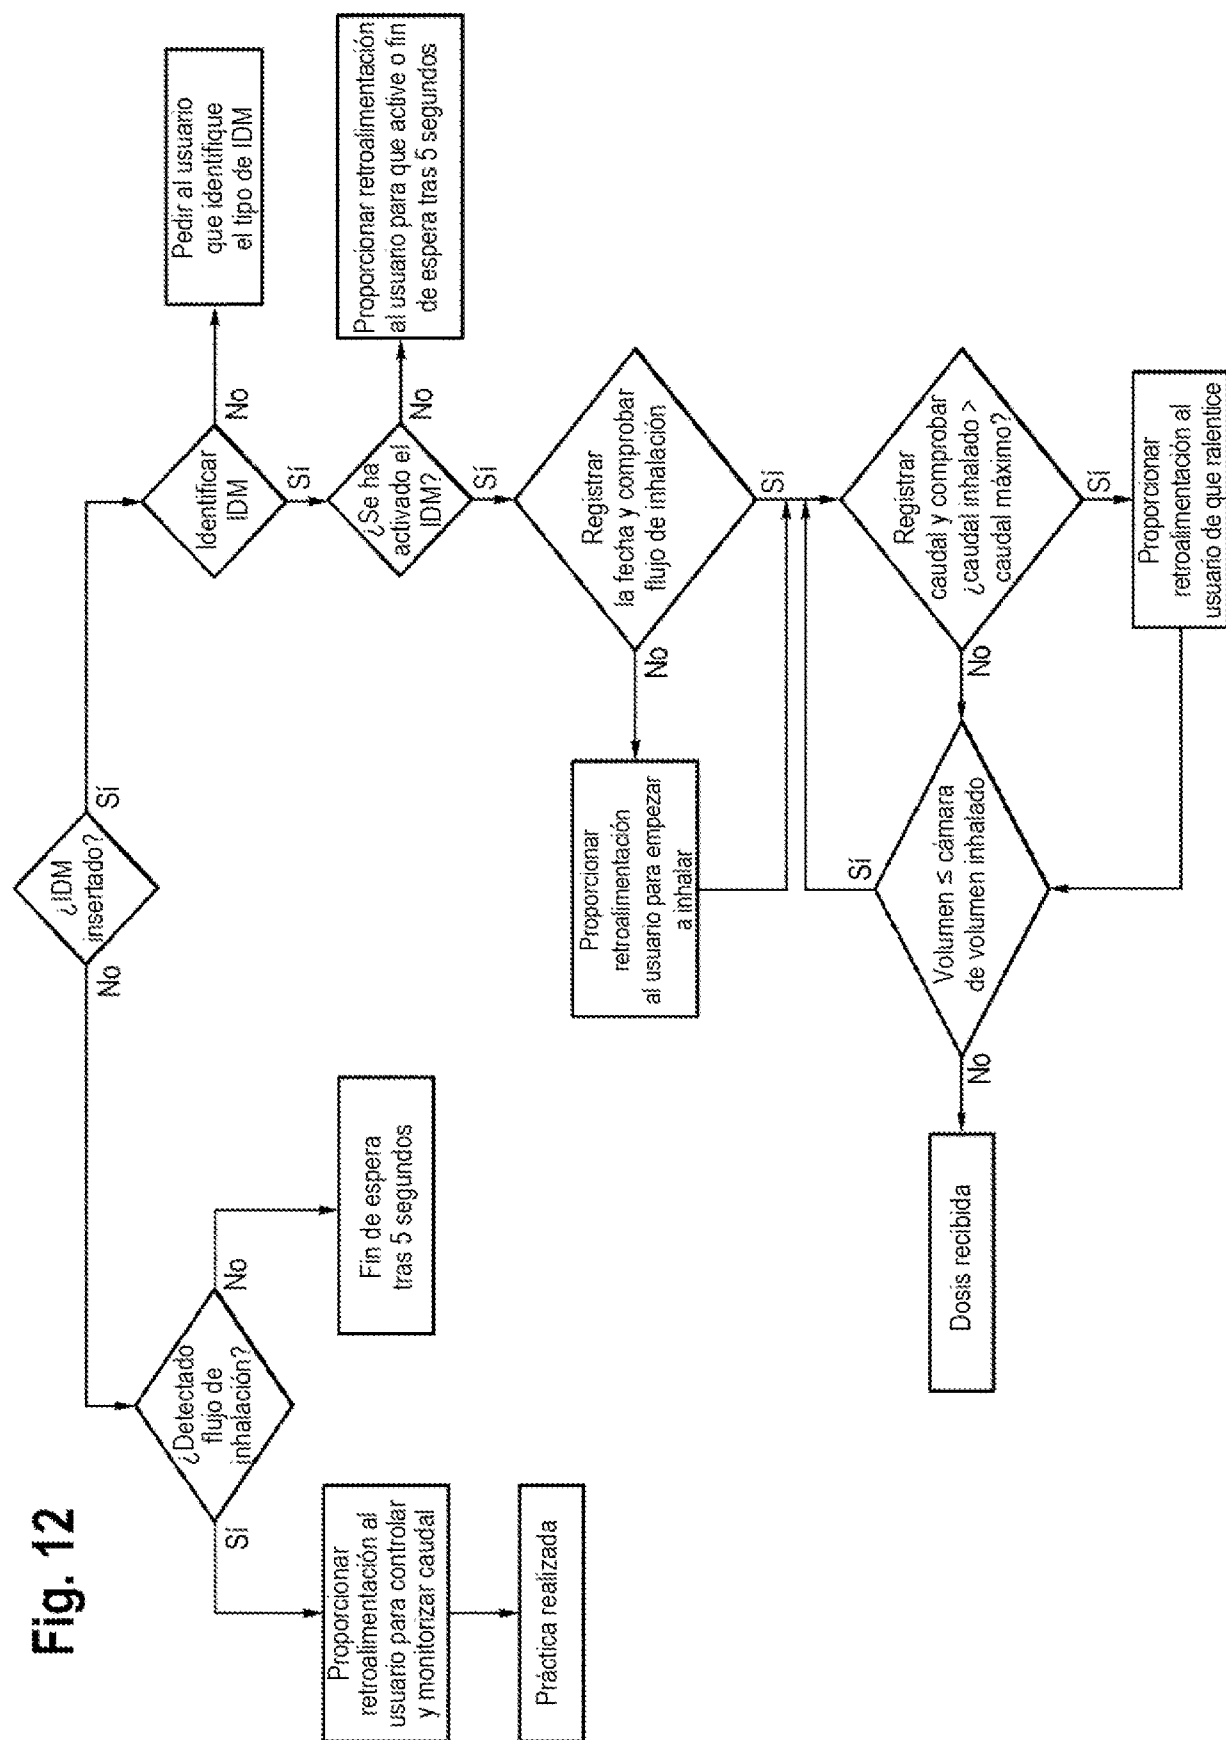 Fig. 12
¿IDM
insertado?
No
Sí
¿Detectado
flujo de
inhalación?
Sí
No
Proporcionar
retroalimentación al
usuario para controlar
y monitorizar caudal
Práctica realizada
Fin de espera
tras 5 segundos
Identificar
IDM
No
Pedir al usuario
que identifique
el tipo de IDM
Sí
¿Se ha
activado el
IDM?
No
Proporcionar retroalimentación
al usuario para que active o fin
de espera tras 5 segundos
Sí
Registrar
la fecha y comprobar
flujo de inhalación
No
Sí
Proporcionar
retroalimentación
al usuario para empezar
a inhalar
Registrar
caudal y comprobar
¿caudal inhalado >
caudal máximo?
No
Sí
Proporcionar
retroalimentación al
usuario de que ralentice
Volumen ≤ cámara
de volumen inhalado
Sí
No
Dosis recibida